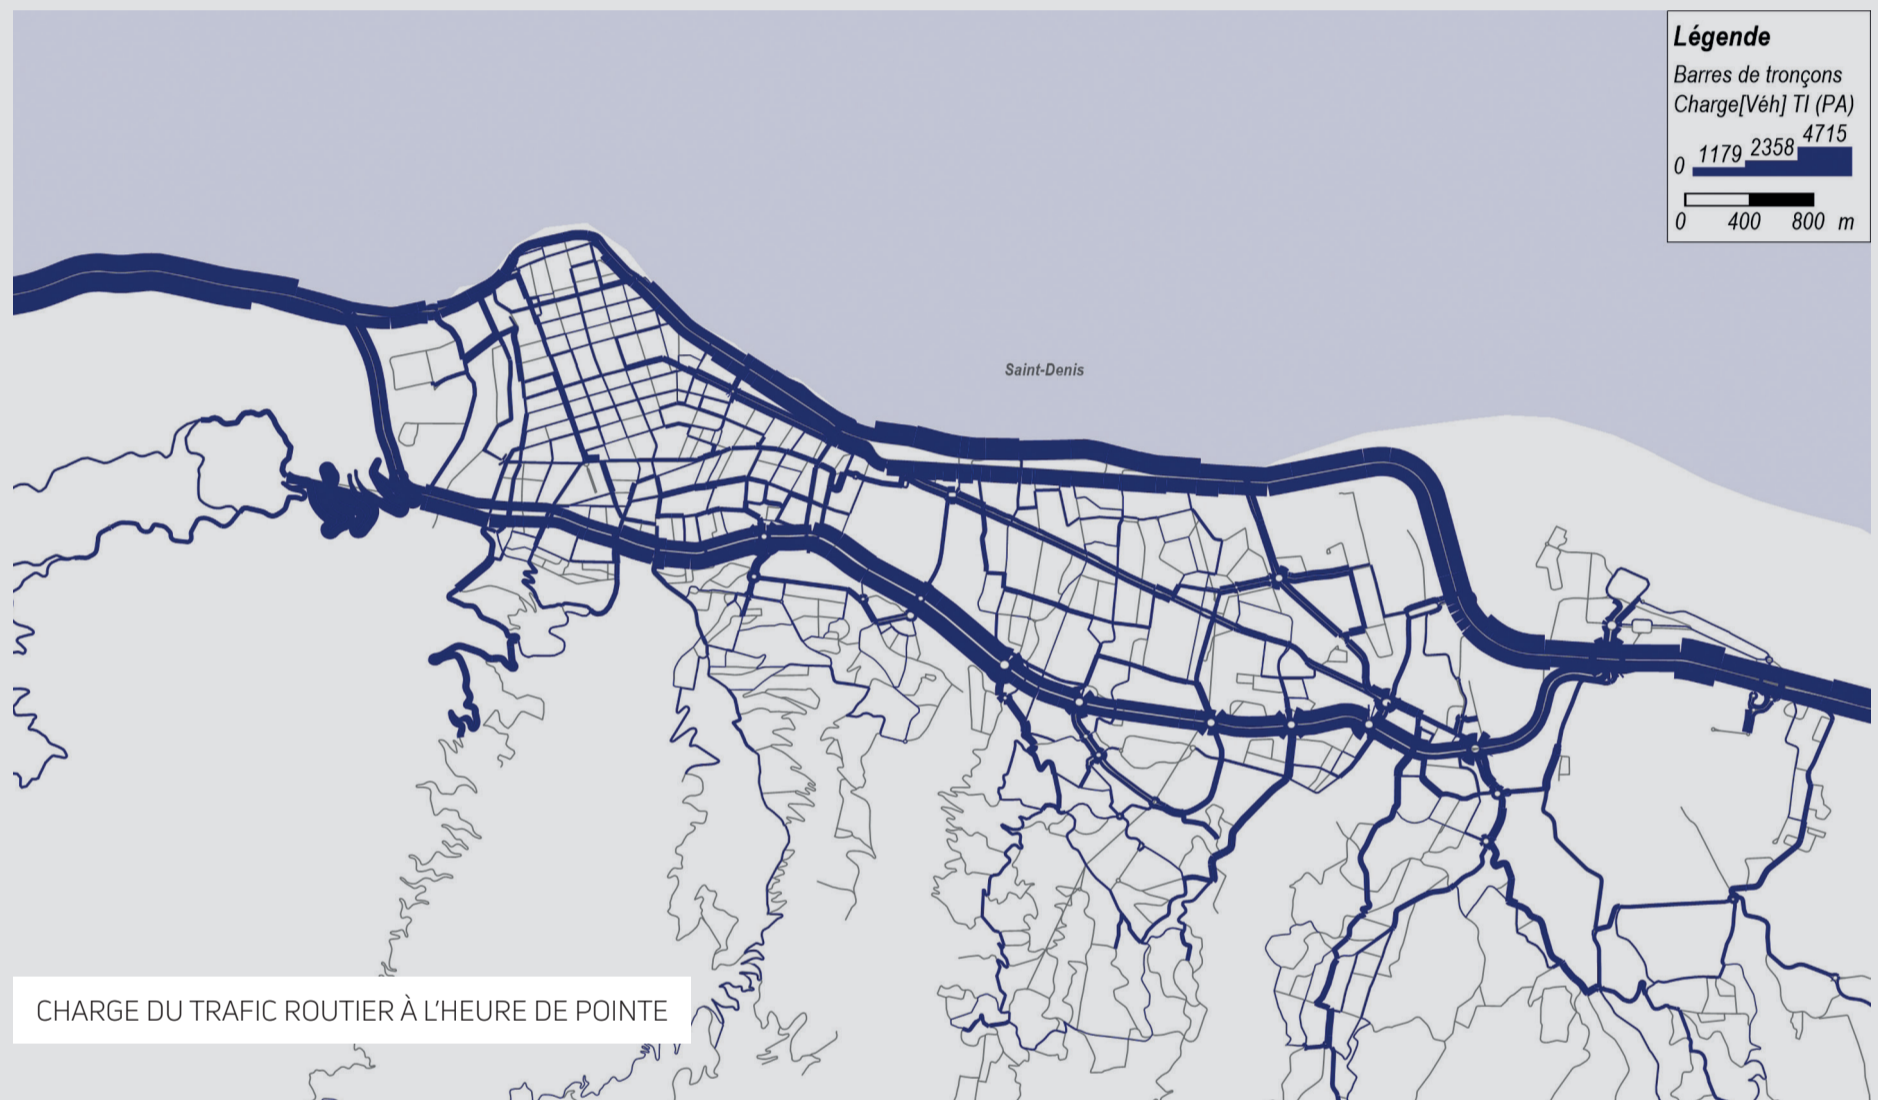 Légende
Barres de tronçons
Charge[Véh] TI (PA)
0 1179 2358 4715
0 400 800 m
Saint-Denis
CHARGE DU TRAFIC ROUTIER À L'HEURE DE POINTE